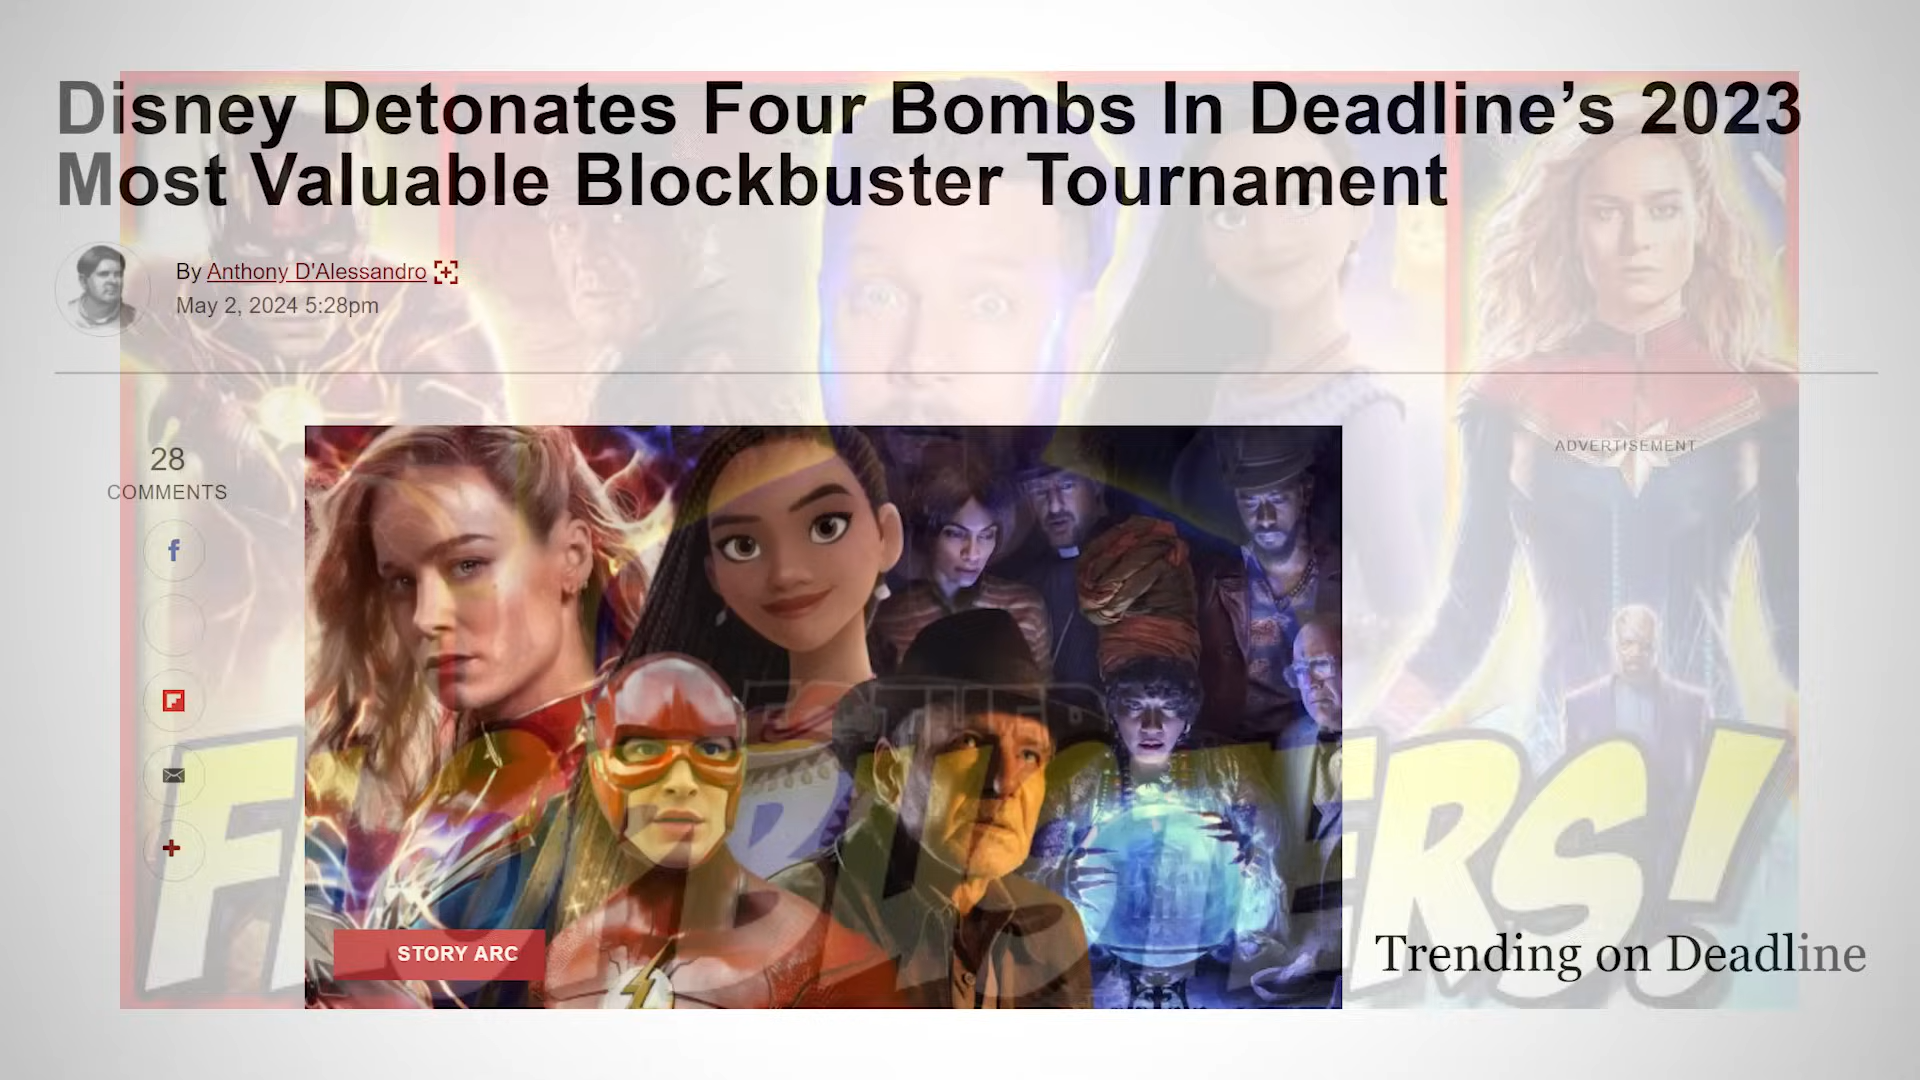 Disney Detonates Four Bombs In Deadline’s 2023
Most Valuable Blockbuster Tournament
By Anthony D'Alessandro
May 2, 2024 5:28pm
28
COMMENTS
ADVERTISEMENT
STORY ARC
Trending on Deadline